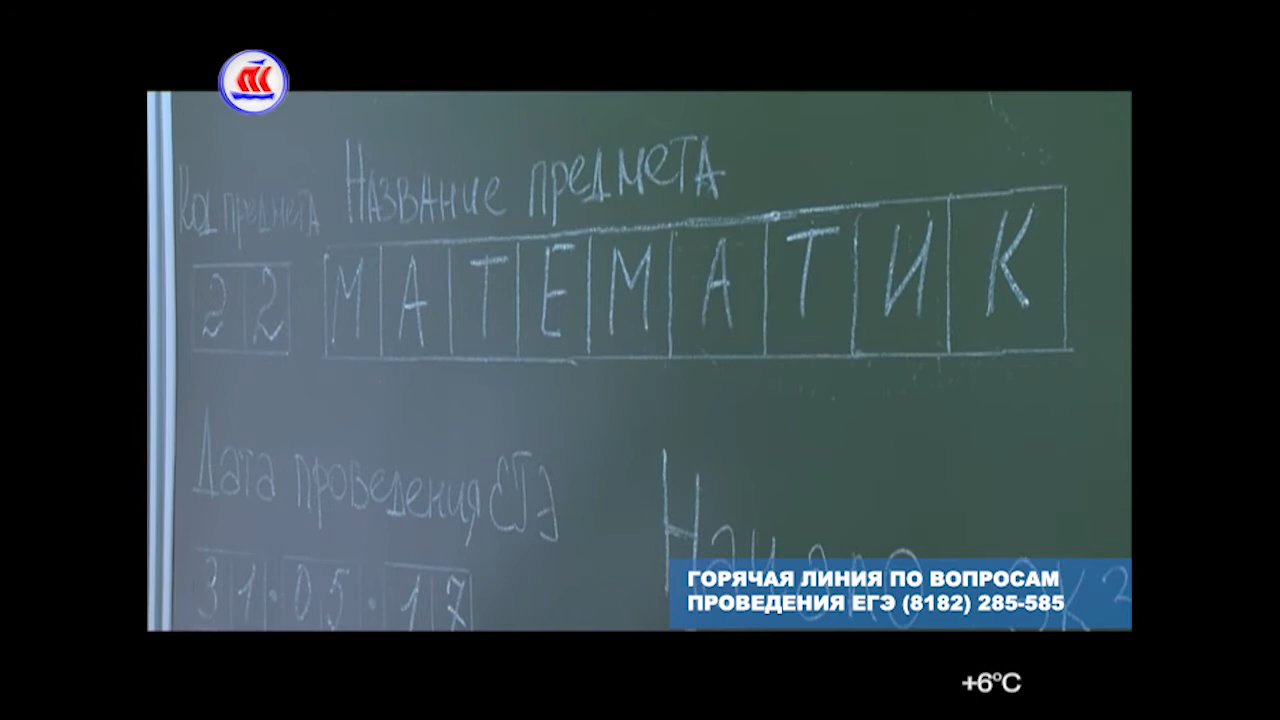 Код предмета Название предмета
22 МАТЕМАТИК
Дата проведения ЕГЭ
31.05.17
Начало
ГОРЯЧАЯ ЛИНИЯ ПО ВОПРОСАМ
ПРОВЕДЕНИЯ ЕГЭ (8182) 285-585
+6°C